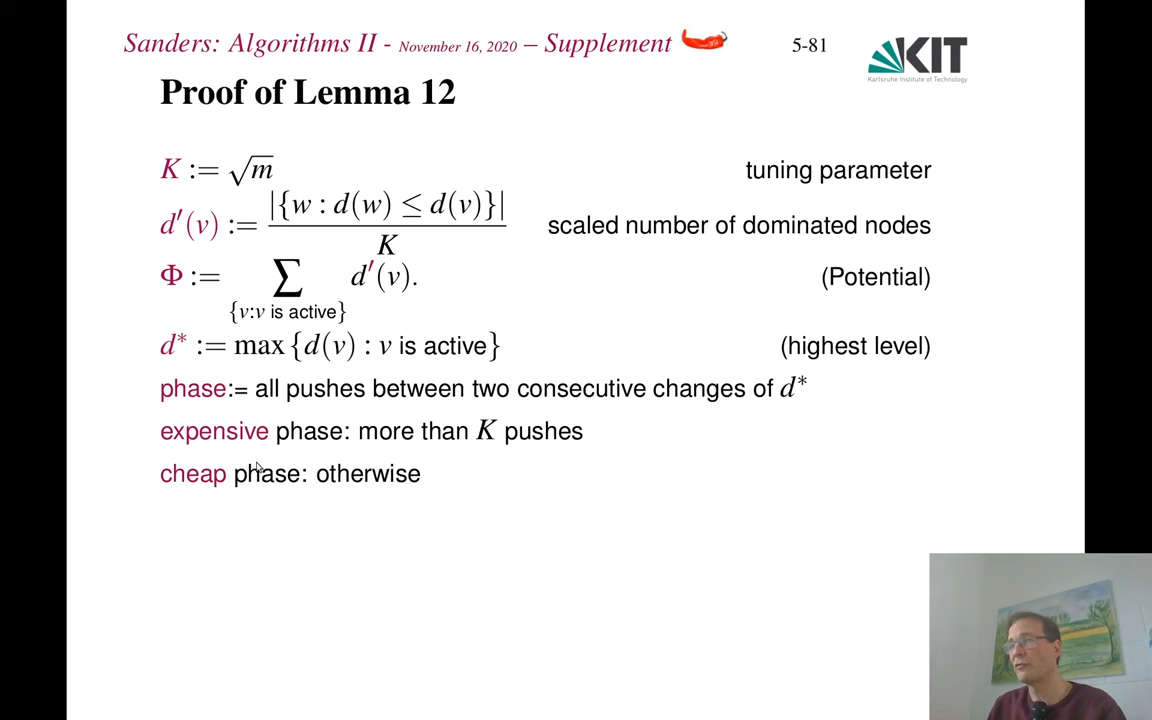 Sanders: Algorithms II - November 16, 2020 – Supplement 5-81
KIT
Karlsruhe Institute of Technology
Proof of Lemma 12
K := √m tuning parameter
d′(v) := |{w : d(w) ≤ d(v)}| / K scaled number of dominated nodes
Φ := ∑ d′(v). (Potential)
{v:v is active}
d* := max {d(v) : v is active} (highest level)
phase:= all pushes between two consecutive changes of d*
expensive phase: more than K pushes
cheap phase: otherwise